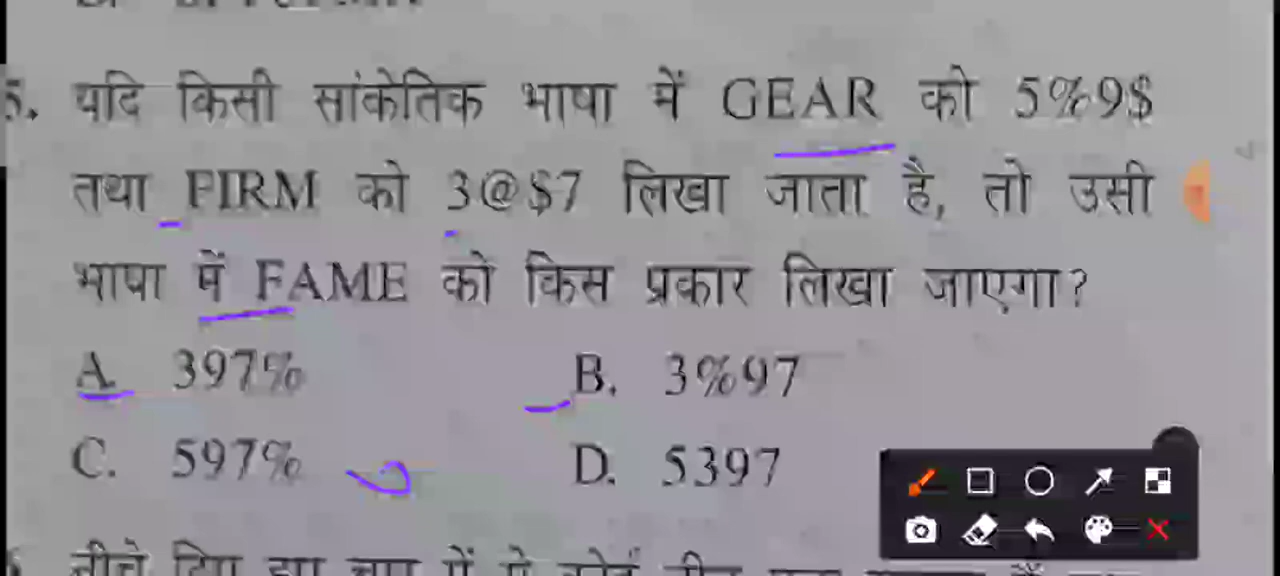 5. यदि किसी सांकेतिक भाषा में GEAR को 5%9$
तथा FIRM को 3@$7 लिखा जाता है, तो उसी
भाषा में FAME को किस प्रकार लिखा जाएगा?
A. 397% B. 3%97
C. 597% D. 5397